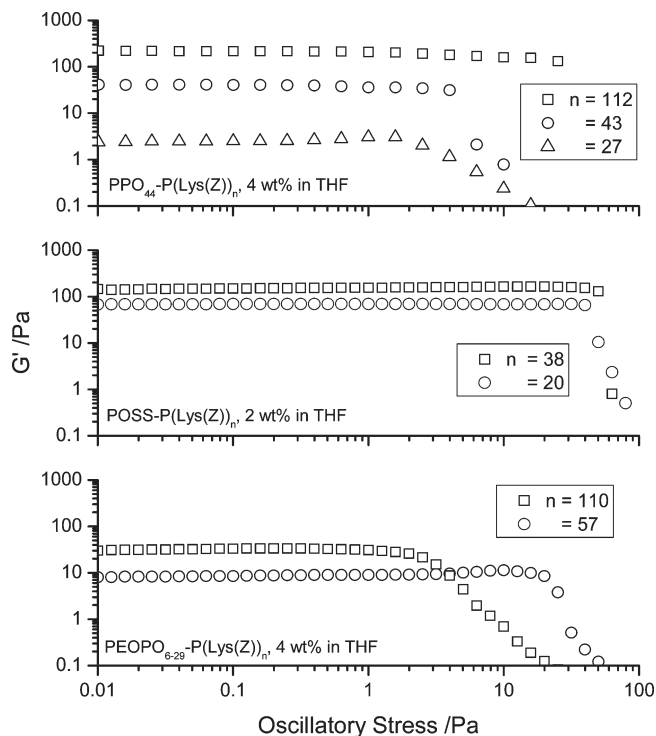 1000
100
10
1
0.1
□ n = 112
○ = 43
△ = 27
PPO₄₄-P(Lys(Z))ₙ, 4 wt% in THF
1000
100
10
1
0.1
□ n = 38
○ = 20
POSS-P(Lys(Z))ₙ, 2 wt% in THF
G' /Pa
1000
100
10
1
0.1
□ n = 110
○ = 57
PEOPO₆₋₂₉-P(Lys(Z))ₙ, 4 wt% in THF
0.01 0.1 1 10 100
Oscillatory Stress /Pa